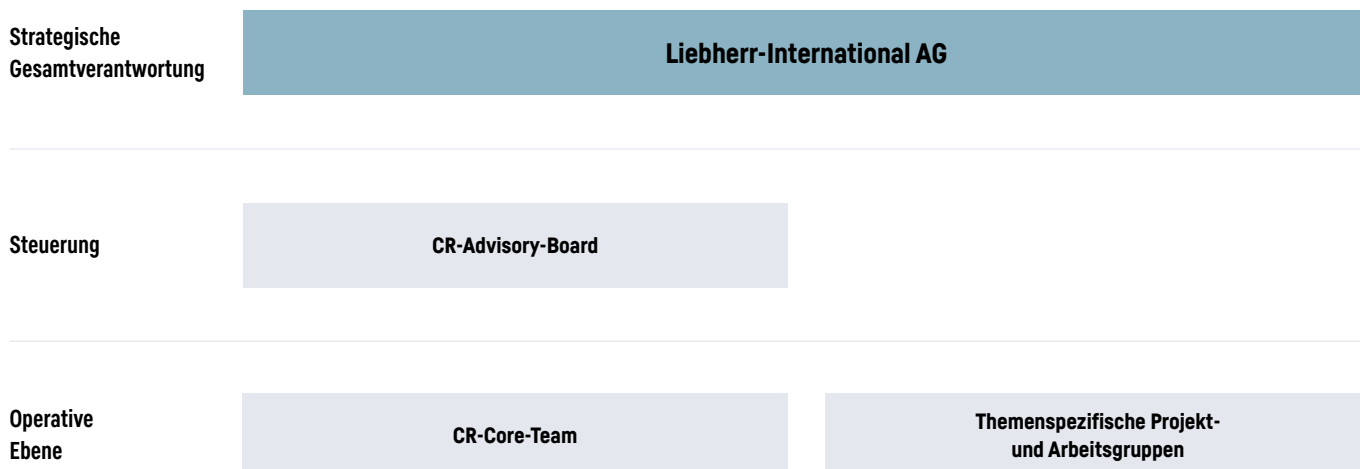 Strategische
Gesamtverantwortung
Liebherr-International AG
Steuerung
CR-Advisory-Board
Operative
Ebene
CR-Core-Team
Themenspezifische Projekt-
und Arbeitsgruppen